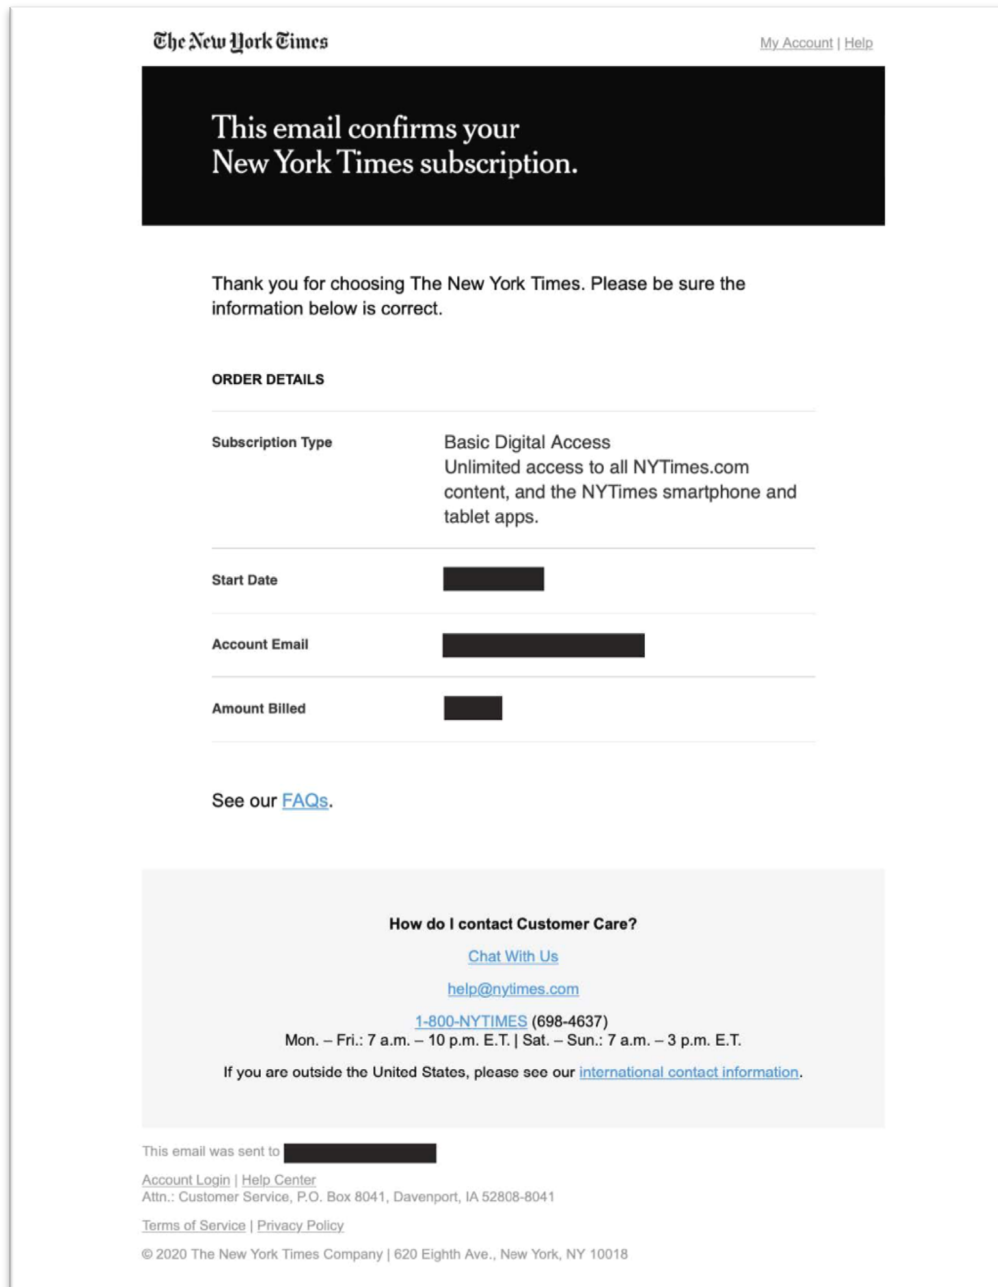 The New York Times
My Account | Help
This email confirms your
New York Times subscription.
Thank you for choosing The New York Times. Please be sure the
information below is correct.
ORDER DETAILS
Subscription Type
Basic Digital Access
Unlimited access to all NYTimes.com
content, and the NYTimes smartphone and
tablet apps.
Start Date
Account Email
Amount Billed
See our FAQs.
How do I contact Customer Care?
Chat With Us
help@nytimes.com
1-800-NYTIMES (698-4637)
Mon. – Fri.: 7 a.m. – 10 p.m. E.T. | Sat. – Sun.: 7 a.m. – 3 p.m. E.T.
If you are outside the United States, please see our international contact information.
This email was sent to
Account Login | Help Center
Attn.: Customer Service, P.O. Box 8041, Davenport, IA 52808-8041
Terms of Service | Privacy Policy
© 2020 The New York Times Company | 620 Eighth Ave., New York, NY 10018